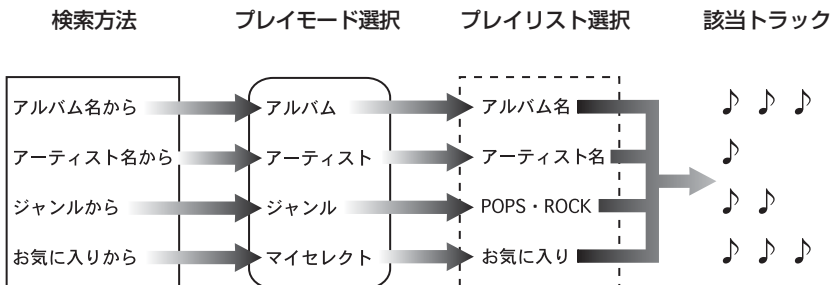 検索方法 プレイモード選択 プレイリスト選択 該当トラック
アルバム名から アルバム アルバム名
アーティスト名から アーティスト アーティスト名
ジャンルから ジャンル POPS・ROCK
お気に入りから マイセレクト お気に入り